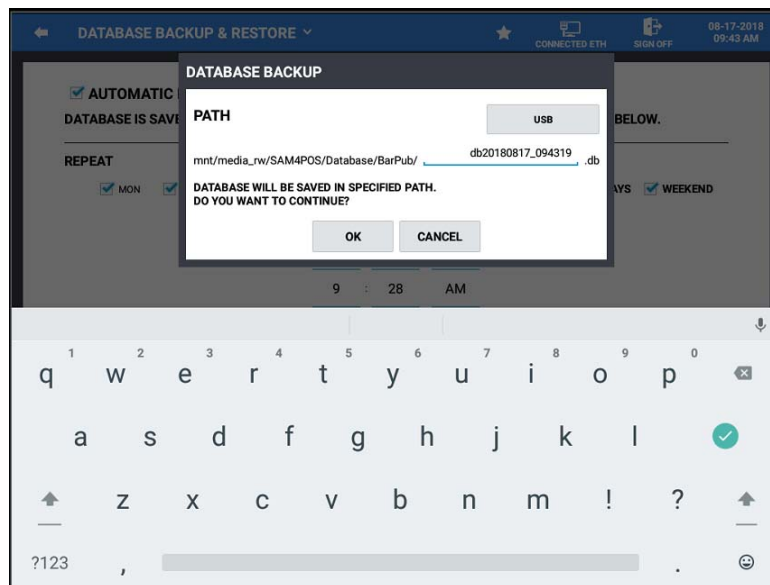 DATABASE BACKUP & RESTORE
CONNECTED ETH
SIGN OFF
08-17-2018
09:43 AM
DATABASE BACKUP
AUTOMATIC
PATH
USB
DATABASE IS SAVE
BELOW.
mnt/media_rw/SAM4POS/Database/BarPub/ db20180817_094319 .db
REPEAT
MON
AYS
WEEKEND
DATABASE WILL BE SAVED IN SPECIFIED PATH.
DO YOU WANT TO CONTINUE?
OK CANCEL
9 : 28 AM
1 2 3 4 5 6 7 8 9 0
q w e r t y u i o p
a s d f g h j k l
z x c v b n m ! ?
?123 , .